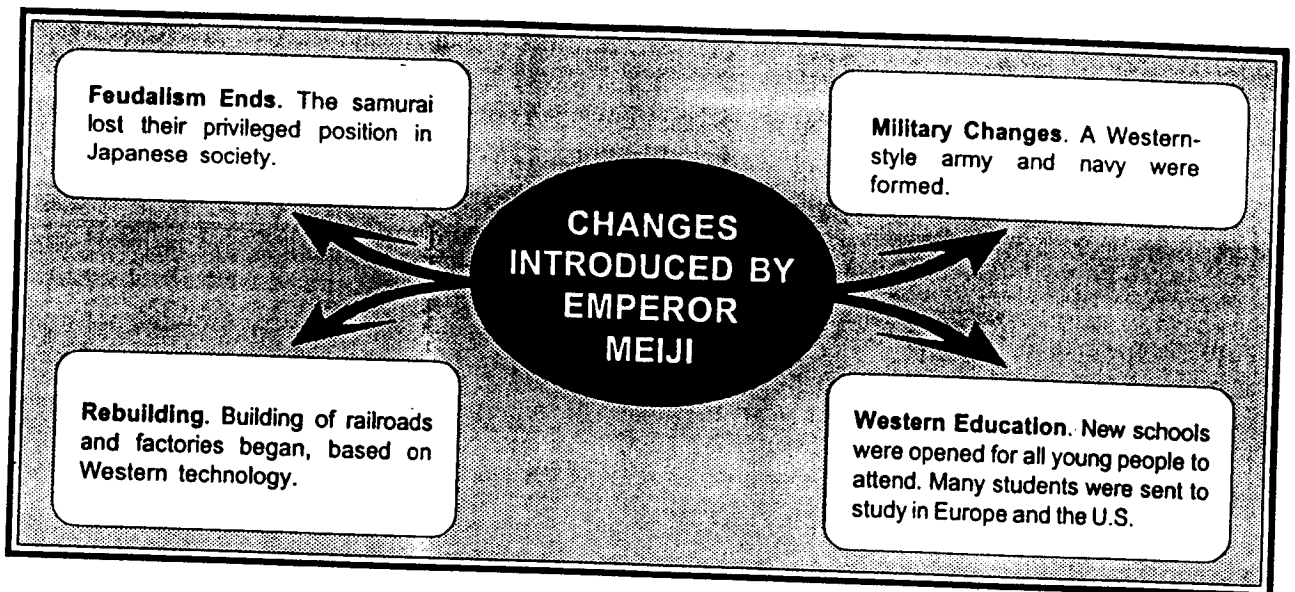 Feudalism Ends. The samurai
lost their privileged position in
Japanese society.
Military Changes. A Western-
style army and navy were
formed.
CHANGES
INTRODUCED BY
EMPEROR
MEIJI
Rebuilding. Building of railroads
and factories began, based on
Western technology.
Western Education. New schools
were opened for all young people to
attend. Many students were sent to
study in Europe and the U.S.